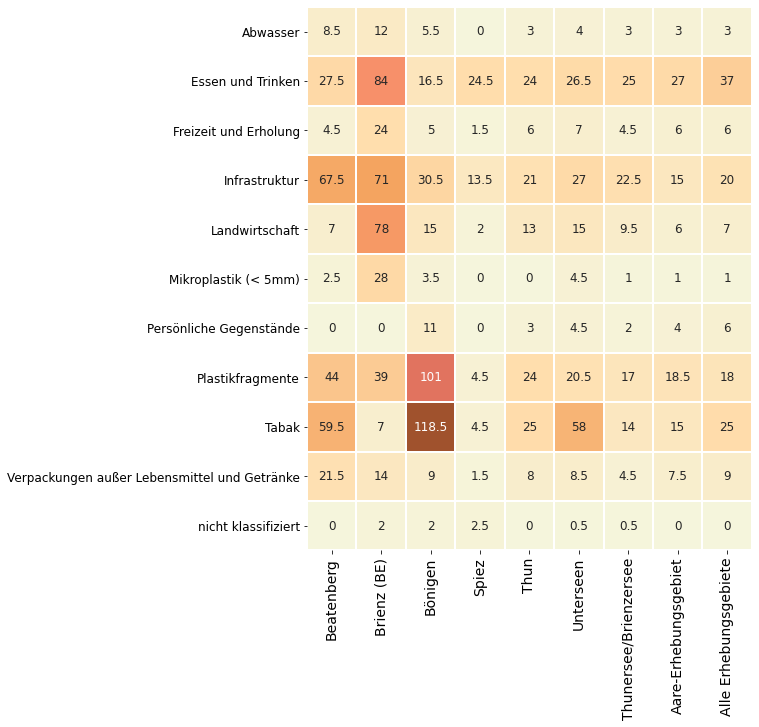 Abwasser 8.5 12 5.5 0 3 4 3 3 3
Essen und Trinken 27.5 84 16.5 24.5 24 26.5 25 27 37
Freizeit und Erholung 4.5 24 5 1.5 6 7 4.5 6 6
Infrastruktur 67.5 71 30.5 13.5 21 27 22.5 15 20
Landwirtschaft 7 78 15 2 13 15 9.5 6 7
Mikroplastik (< 5mm) 2.5 28 3.5 0 0 4.5 1 1 1
Persönliche Gegenstände 0 0 11 0 3 4.5 2 4 6
Plastikfragmente 44 39 101 4.5 24 20.5 17 18.5 18
Tabak 59.5 7 118.5 4.5 25 58 14 15 25
Verpackungen außer Lebensmittel und Getränke 21.5 14 9 1.5 8 8.5 4.5 7.5 9
nicht klassifiziert 0 2 2 2.5 0 0.5 0.5 0 0
Beatenberg
Brienz (BE)
Bönigen
Spiez
Thun
Unterseen
Thunersee/Brienzersee
Aare-Erhebungsgebiet
Alle Erhebungsgebiete